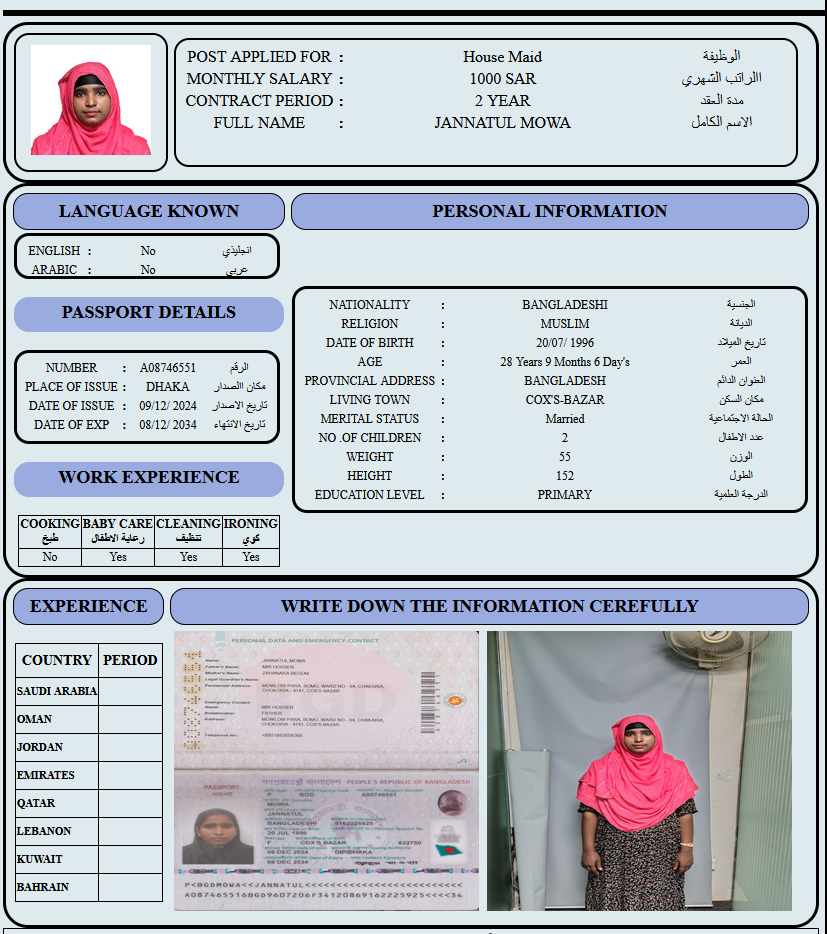 POST APPLIED FOR : House Maid الوظيفة
MONTHLY SALARY : 1000 SAR االراتب الشهري
CONTRACT PERIOD : 2 YEAR مدة العقد
FULL NAME : JANNATUL MOWA الاسم الكامل
LANGUAGE KNOWN
ENGLISH : No انجليذي
ARABIC : No عربي
PASSPORT DETAILS
NUMBER : A08746551 الرقم
PLACE OF ISSUE : DHAKA مكان االصدار
DATE OF ISSUE : 09/12/ 2024 تاريخ الاصدار
DATE OF EXP : 08/12/ 2034 تاريخ الانتهاء
WORK EXPERIENCE
COOKING BABY CARE CLEANING IRONING
طبخ رعاية الاطفال تنظيف كوي
No Yes Yes Yes
PERSONAL INFORMATION
NATIONALITY : BANGLADESHI الجنسية
RELIGION : MUSLIM الديانة
DATE OF BIRTH : 20/07/ 1996 تاريخ الميلاد
AGE : 28 Years 9 Months 6 Day's العمر
PROVINCIAL ADDRESS : BANGLADESH العنوان الدائم
LIVING TOWN : COX'S-BAZAR مكان السكن
MERITAL STATUS : Married الحالة الاجتماعية
NO .OF CHILDREN : 2 عدد الاطفال
WEIGHT : 55 الوزن
HEIGHT : 152 الطول
EDUCATION LEVEL : PRIMARY الدرجة العلمية
EXPERIENCE
COUNTRY PERIOD
SAUDI ARABIA
OMAN
JORDAN
EMIRATES
QATAR
LEBANON
KUWAIT
BAHRAIN
WRITE DOWN THE INFORMATION CEREFULLY
PERSONAL DATA AND EMERGENCY CONTACT
Name: JANNATUL MOWA
Father's Name: MIR HOSSEN
Mother's Name: ZAHANARA BEGUM
Legal Guardian's Name:
Permanent Address: MOWLOBI PARA, BOMU, WARD NO - 04, CHAKARIA,
CHOKORIA - 4741, COX'S BAZAR
Emergency Contact:
Name: MIR HOSSEN
Relationship: FATHER
Address: MOWLOBI PARA, BOMU, WARD NO - 04, CHAKARIA,
CHOKORIA - 4741, COX'S BAZAR
Telephone No:
PASSPORT
PEOPLE'S REPUBLIC OF BANGLADESH
P BGD A08746551
MOWA
JANNATUL
BANGLADESHI 9162225925
20 JUL 1996
F COX'S BAZAR 632750
09 DEC 2024 DIP/DHAKA
08 DEC 2034
P<BGDMOWA<<JANNATUL<<<<<<<<<<<<<<<<<<<<<<<<<